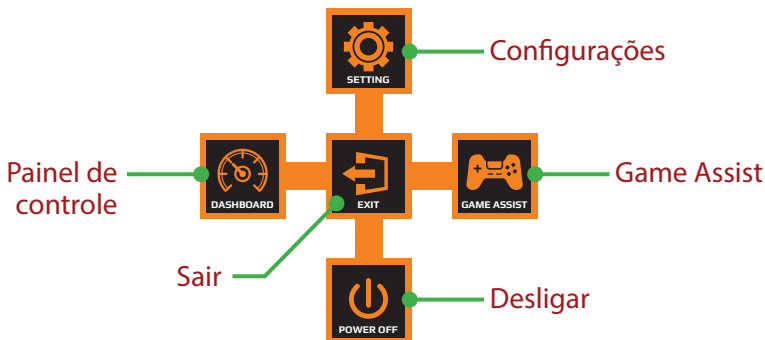 SETTING
Configurações
Painel de
controle
DASHBOARD
EXIT
GAME ASSIST
Game Assist
Sair
POWER OFF
Desligar